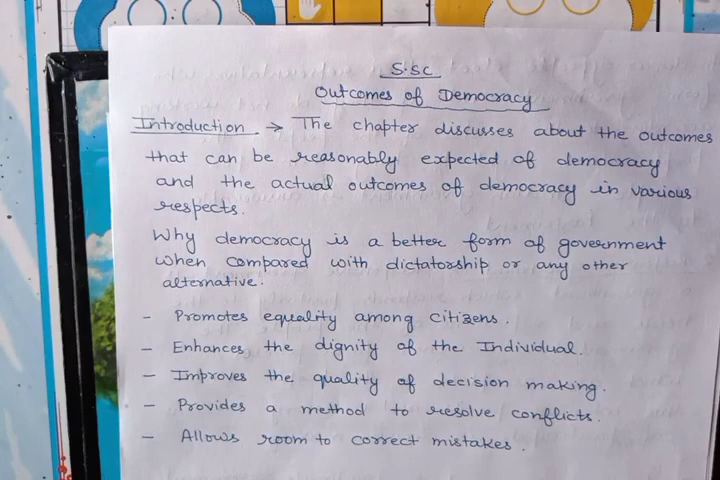 S.SC
Outcomes of Democracy
Introduction → The chapter discusses about the outcomes
that can be reasonably expected of democracy
and the actual outcomes of democracy in various
respects.
Why democracy is a better form of government
when compared with dictatorship or any other
alternative.
- Promotes equality among citizens.
- Enhances the dignity of the Individual.
- Improves the quality of decision making.
- Provides a method to resolve conflicts.
- Allows room to correct mistakes.